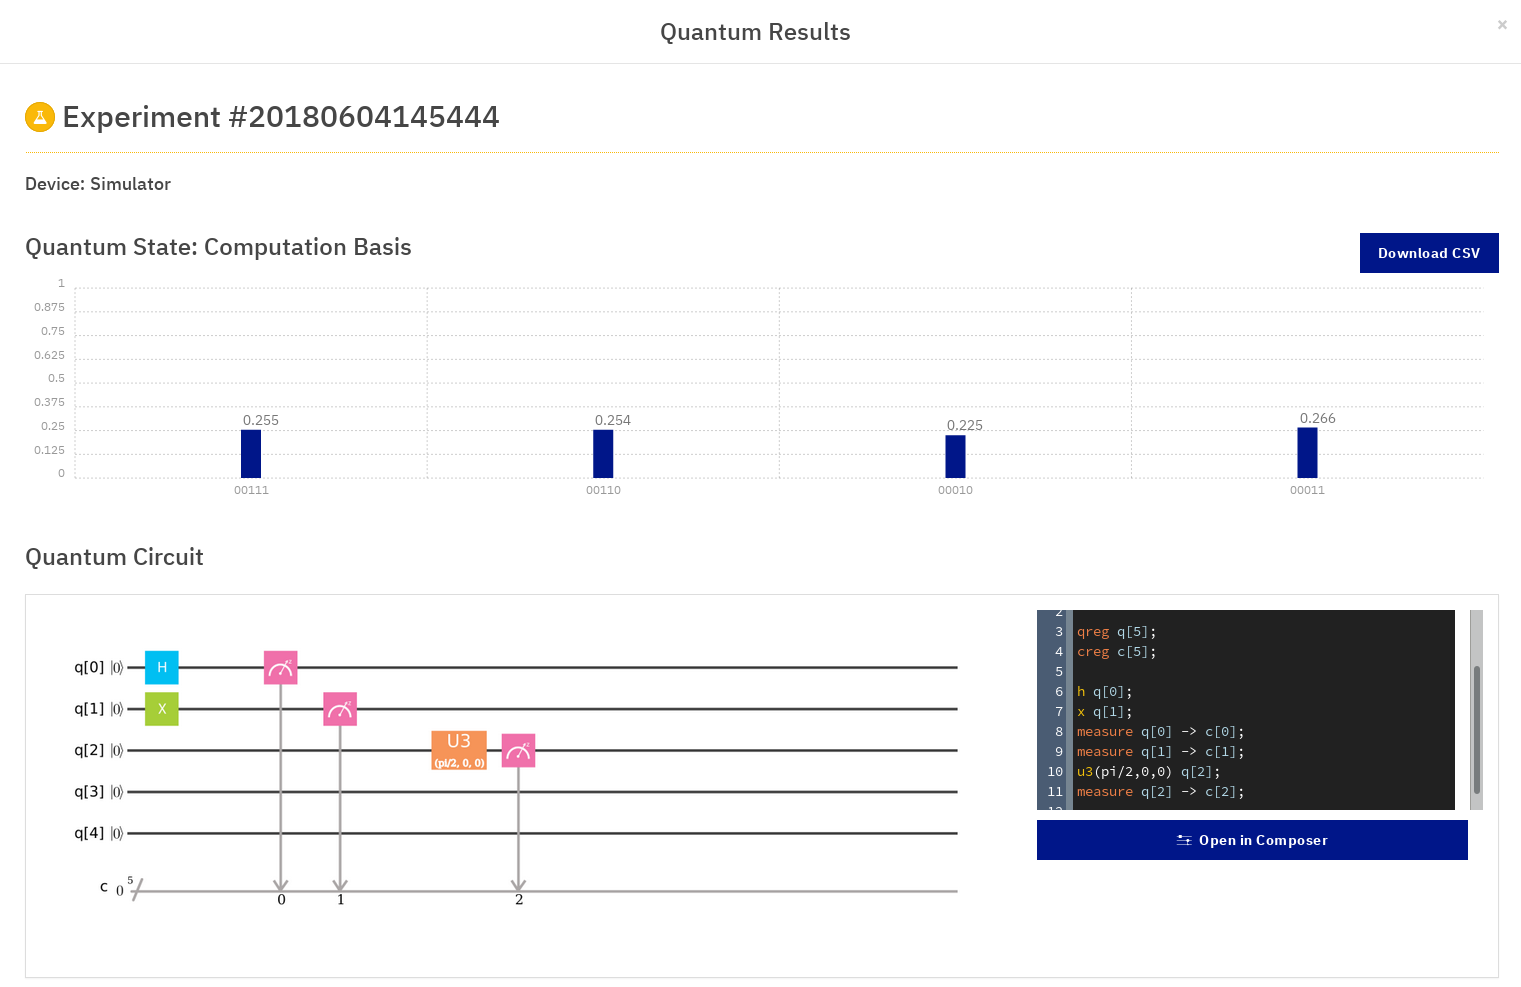 Quantum Results
×
Experiment #20180604145444
Device: Simulator
Quantum State: Computation Basis
Download CSV
1
0.875
0.75
0.625
0.5
0.375
0.25
0.125
0
0.255
0.254
0.225
0.266
00111
00110
00010
00011
Quantum Circuit
q[0] |0⟩ H
q[1] |0⟩ X
q[2] |0⟩ U3
(pi/2, 0, 0)
q[3] |0⟩
q[4] |0⟩
c 0 5
0 1 2
2
3 qreg q[5];
4 creg c[5];
5
6 h q[0];
7 x q[1];
8 measure q[0] -> c[0];
9 measure q[1] -> c[1];
10 u3(pi/2,0,0) q[2];
11 measure q[2] -> c[2];
12
Open in Composer